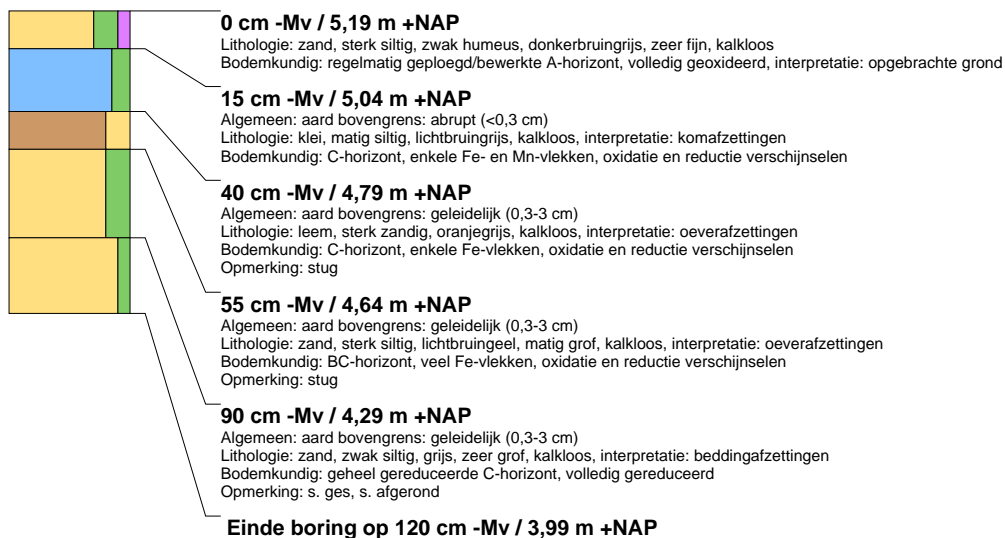 0 cm -Mv / 5,19 m +NAP
Lithologie: zand, sterk siltig, zwak humeus, donkerbruingrijs, zeer fijn, kalkloos
Bodemkundig: regelmatig geploegd/bewerkte A-horizont, volledig geoxideerd, interpretatie: opgebrachte grond
15 cm -Mv / 5,04 m +NAP
Algemeen: aard bovengrens: abrupt (<0,3 cm)
Lithologie: klei, matig siltig, lichtbruingrijs, kalkloos, interpretatie: komafzettingen
Bodemkundig: C-horizont, enkele Fe- en Mn-vlekken, oxidatie en reductie verschijnselen
40 cm -Mv / 4,79 m +NAP
Algemeen: aard bovengrens: geleidelijk (0,3-3 cm)
Lithologie: leem, sterk zandig, oranjegrijs, kalkloos, interpretatie: oeverafzettingen
Bodemkundig: C-horizont, enkele Fe-vlekken, oxidatie en reductie verschijnselen
Opmerking: stug
55 cm -Mv / 4,64 m +NAP
Algemeen: aard bovengrens: geleidelijk (0,3-3 cm)
Lithologie: zand, sterk siltig, lichtbruingeel, matig grof, kalkloos, interpretatie: oeverafzettingen
Bodemkundig: BC-horizont, veel Fe-vlekken, oxidatie en reductie verschijnselen
Opmerking: stug
90 cm -Mv / 4,29 m +NAP
Algemeen: aard bovengrens: geleidelijk (0,3-3 cm)
Lithologie: zand, zwak siltig, grijs, zeer grof, kalkloos, interpretatie: beddingafzettingen
Bodemkundig: geheel gereduceerde C-horizont, volledig gereduceerd
Opmerking: s. ges, s. afgerond
Einde boring op 120 cm -Mv / 3,99 m +NAP